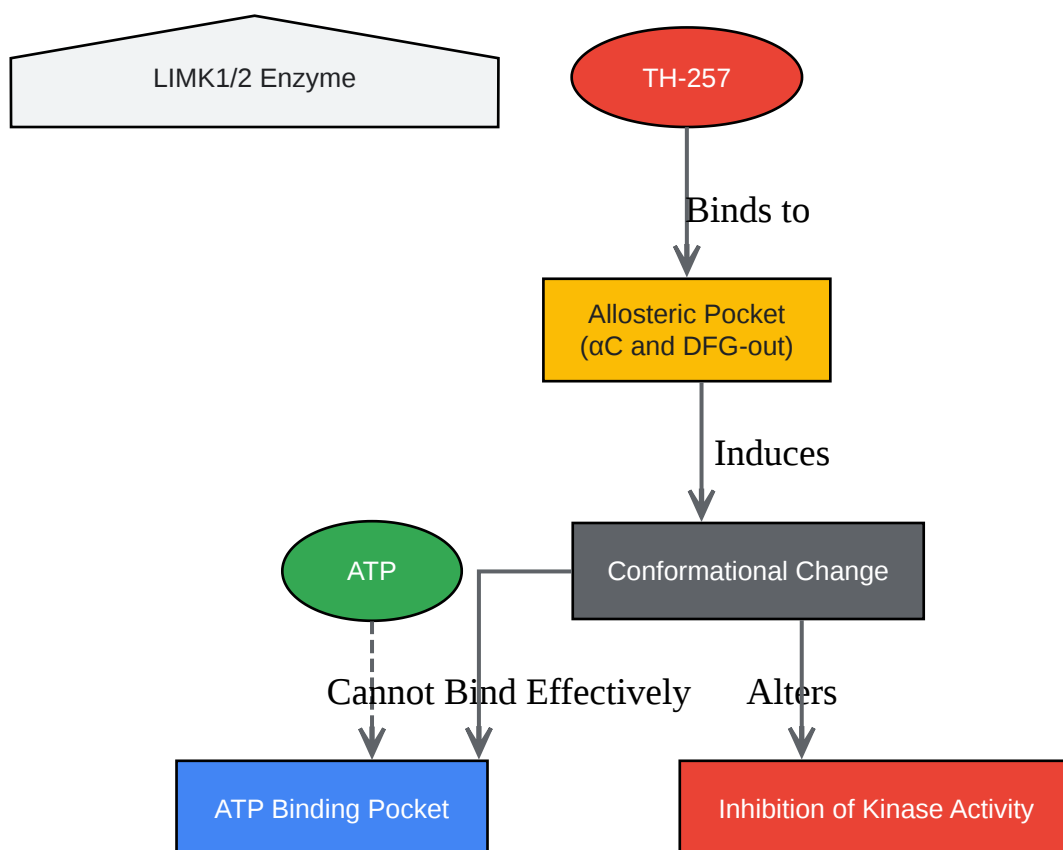 LIMK1/2 Enzyme
TH-257
Binds to
Allosteric Pocket
(αC and DFG-out)
Induces
ATP
Conformational Change
Cannot Bind Effectively
Alters
ATP Binding Pocket
Inhibition of Kinase Activity